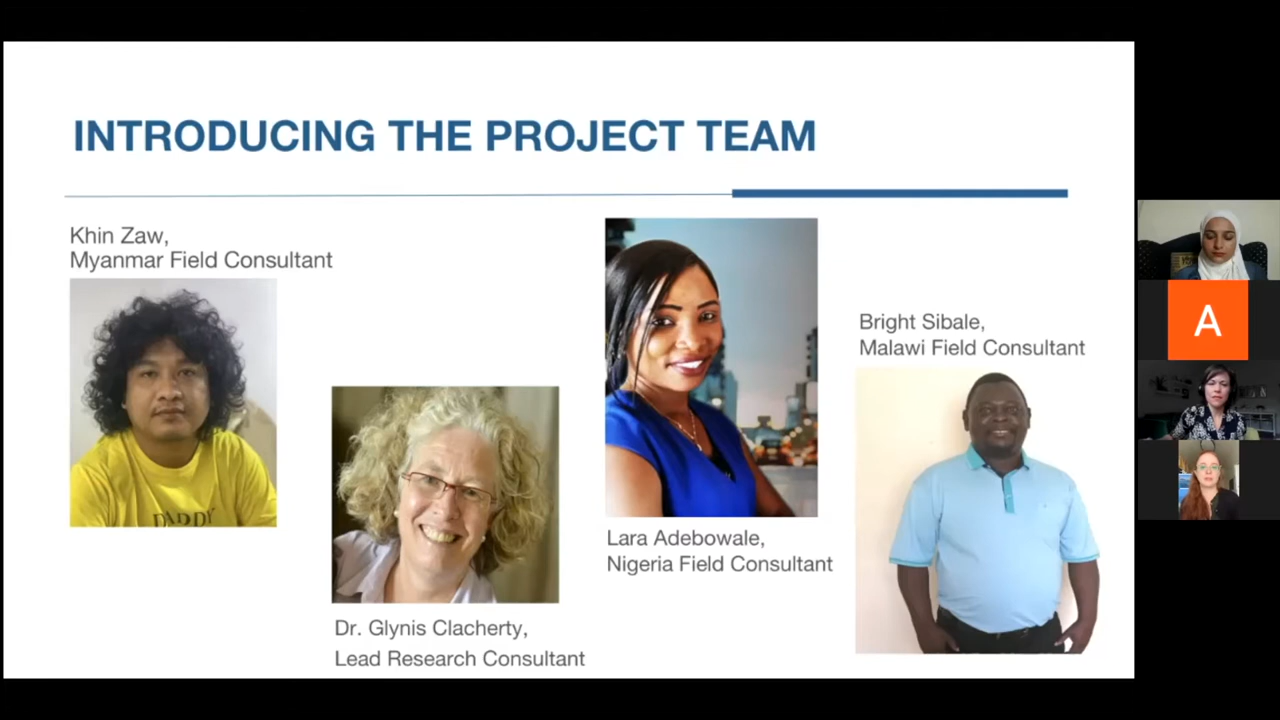 INTRODUCING THE PROJECT TEAM
Khin Zaw,
Myanmar Field Consultant
DADDY
Dr. Glynis Clacherty,
Lead Research Consultant
Lara Adebowale,
Nigeria Field Consultant
Bright Sibale,
Malawi Field Consultant
A